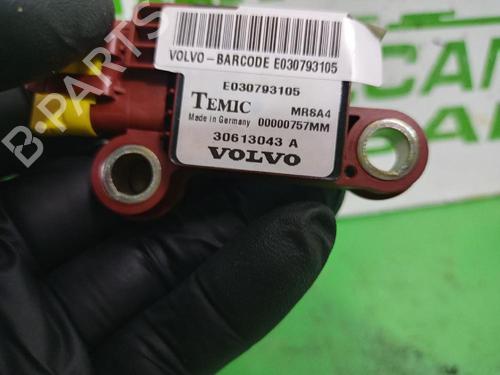 VOLVO - BARCODE E030793105
E030793105
TEMIC MR8A4
Made in Germany 00000757MM
30613043 A
VOLVO
B-PARTS